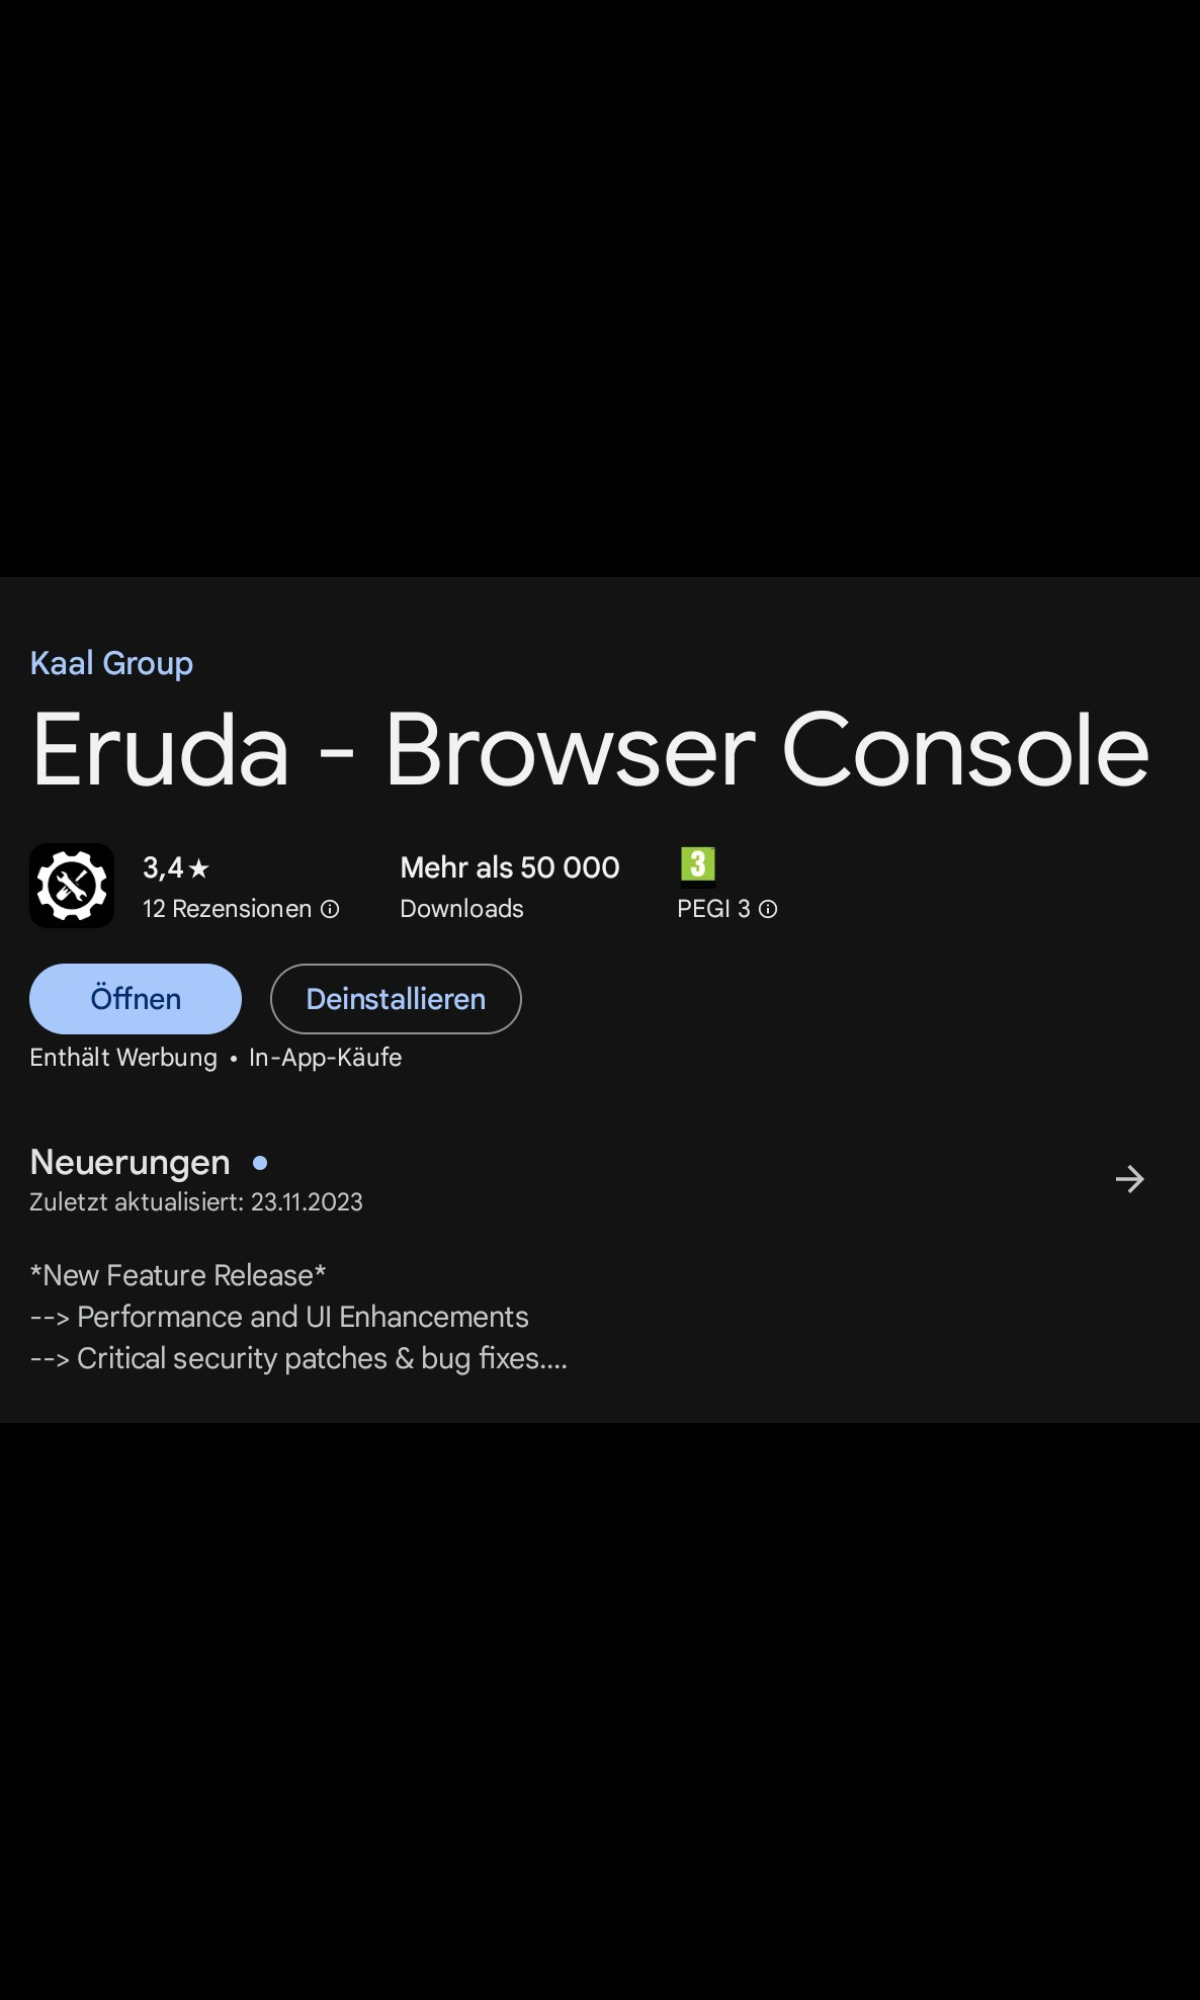 Kaal Group
Eruda - Browser Console
3,4★
Mehr als 50 000
3
12 Rezensionen
Downloads
PEGI 3
Öffnen
Deinstallieren
Enthält Werbung • In-App-Käufe
Neuerungen
Zuletzt aktualisiert: 23.11.2023
*New Feature Release*
--> Performance and UI Enhancements
--> Critical security patches & bug fixes....